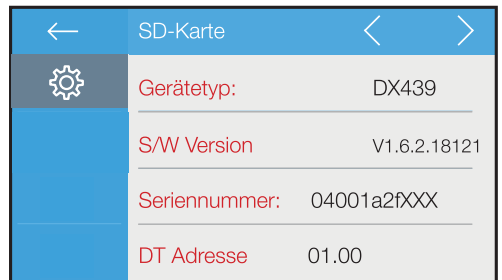 SD-Karte
Gerätetyp: DX439
S/W Version V1.6.2.18121
Seriennummer: 04001a2fXXX
DT Adresse 01.00